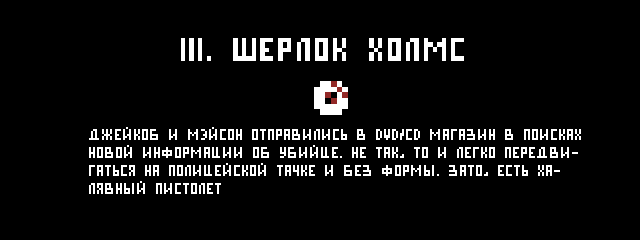 III. ШЕРЛОК ХОЛМС
ДЖЕЙКОБ И МЭЙСОН ОТПРАВИЛИСЬ В DVD/CD МАГАЗИН В ПОИСКАХ
НОВОЙ ИНФОРМАЦИИ ОБ УБИЙЦЕ. НЕ ТАК, ТО И ЛЕГКО ПЕРЕДВИ-
ГАТЬСЯ НА ПОЛИЦЕЙСКОЙ ТАЧКЕ И БЕЗ ФОРМЫ. ЗАТО, ЕСТЬ ХА-
ЛЯВНЫЙ ПИСТОЛЕТ